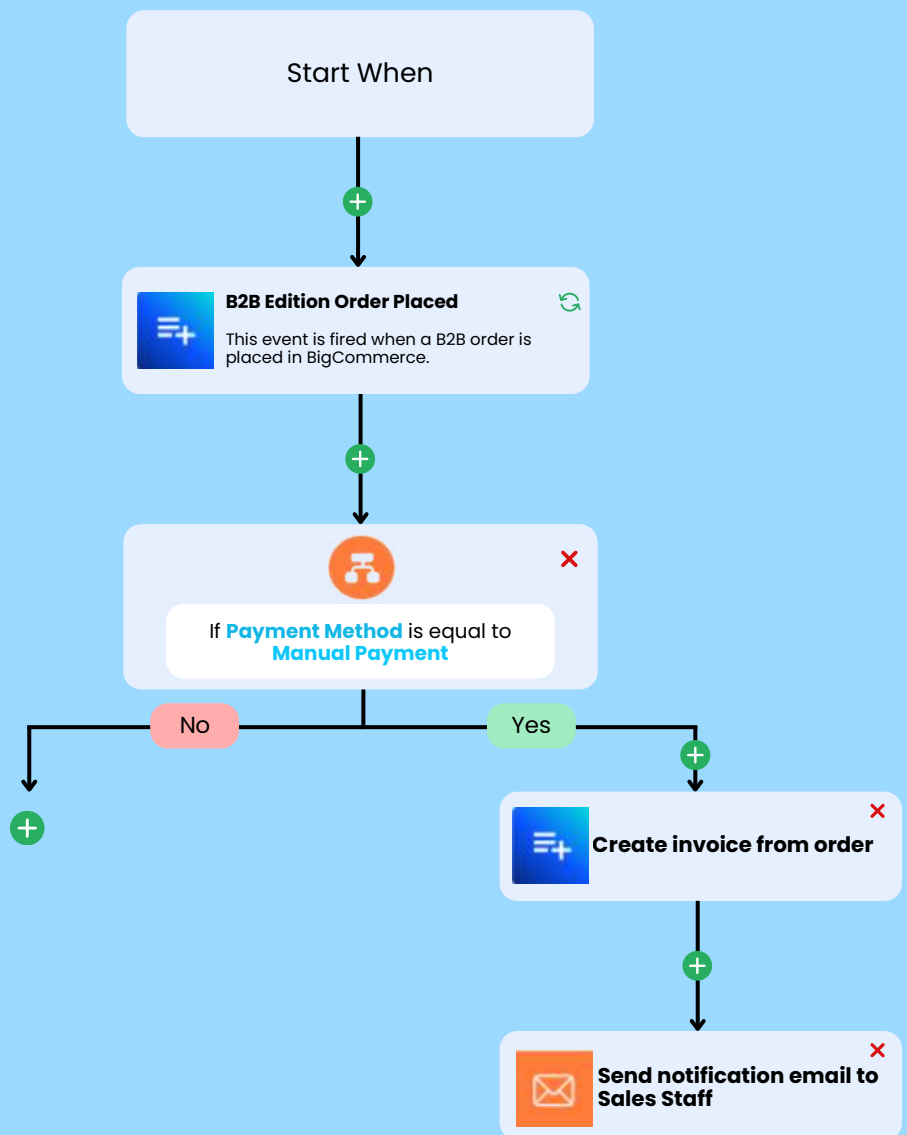 Start When
B2B Edition Order Placed
This event is fired when a B2B order is
placed in BigCommerce.
If Payment Method is equal to
Manual Payment
No
Yes
Create invoice from order
Send notification email to
Sales Staff